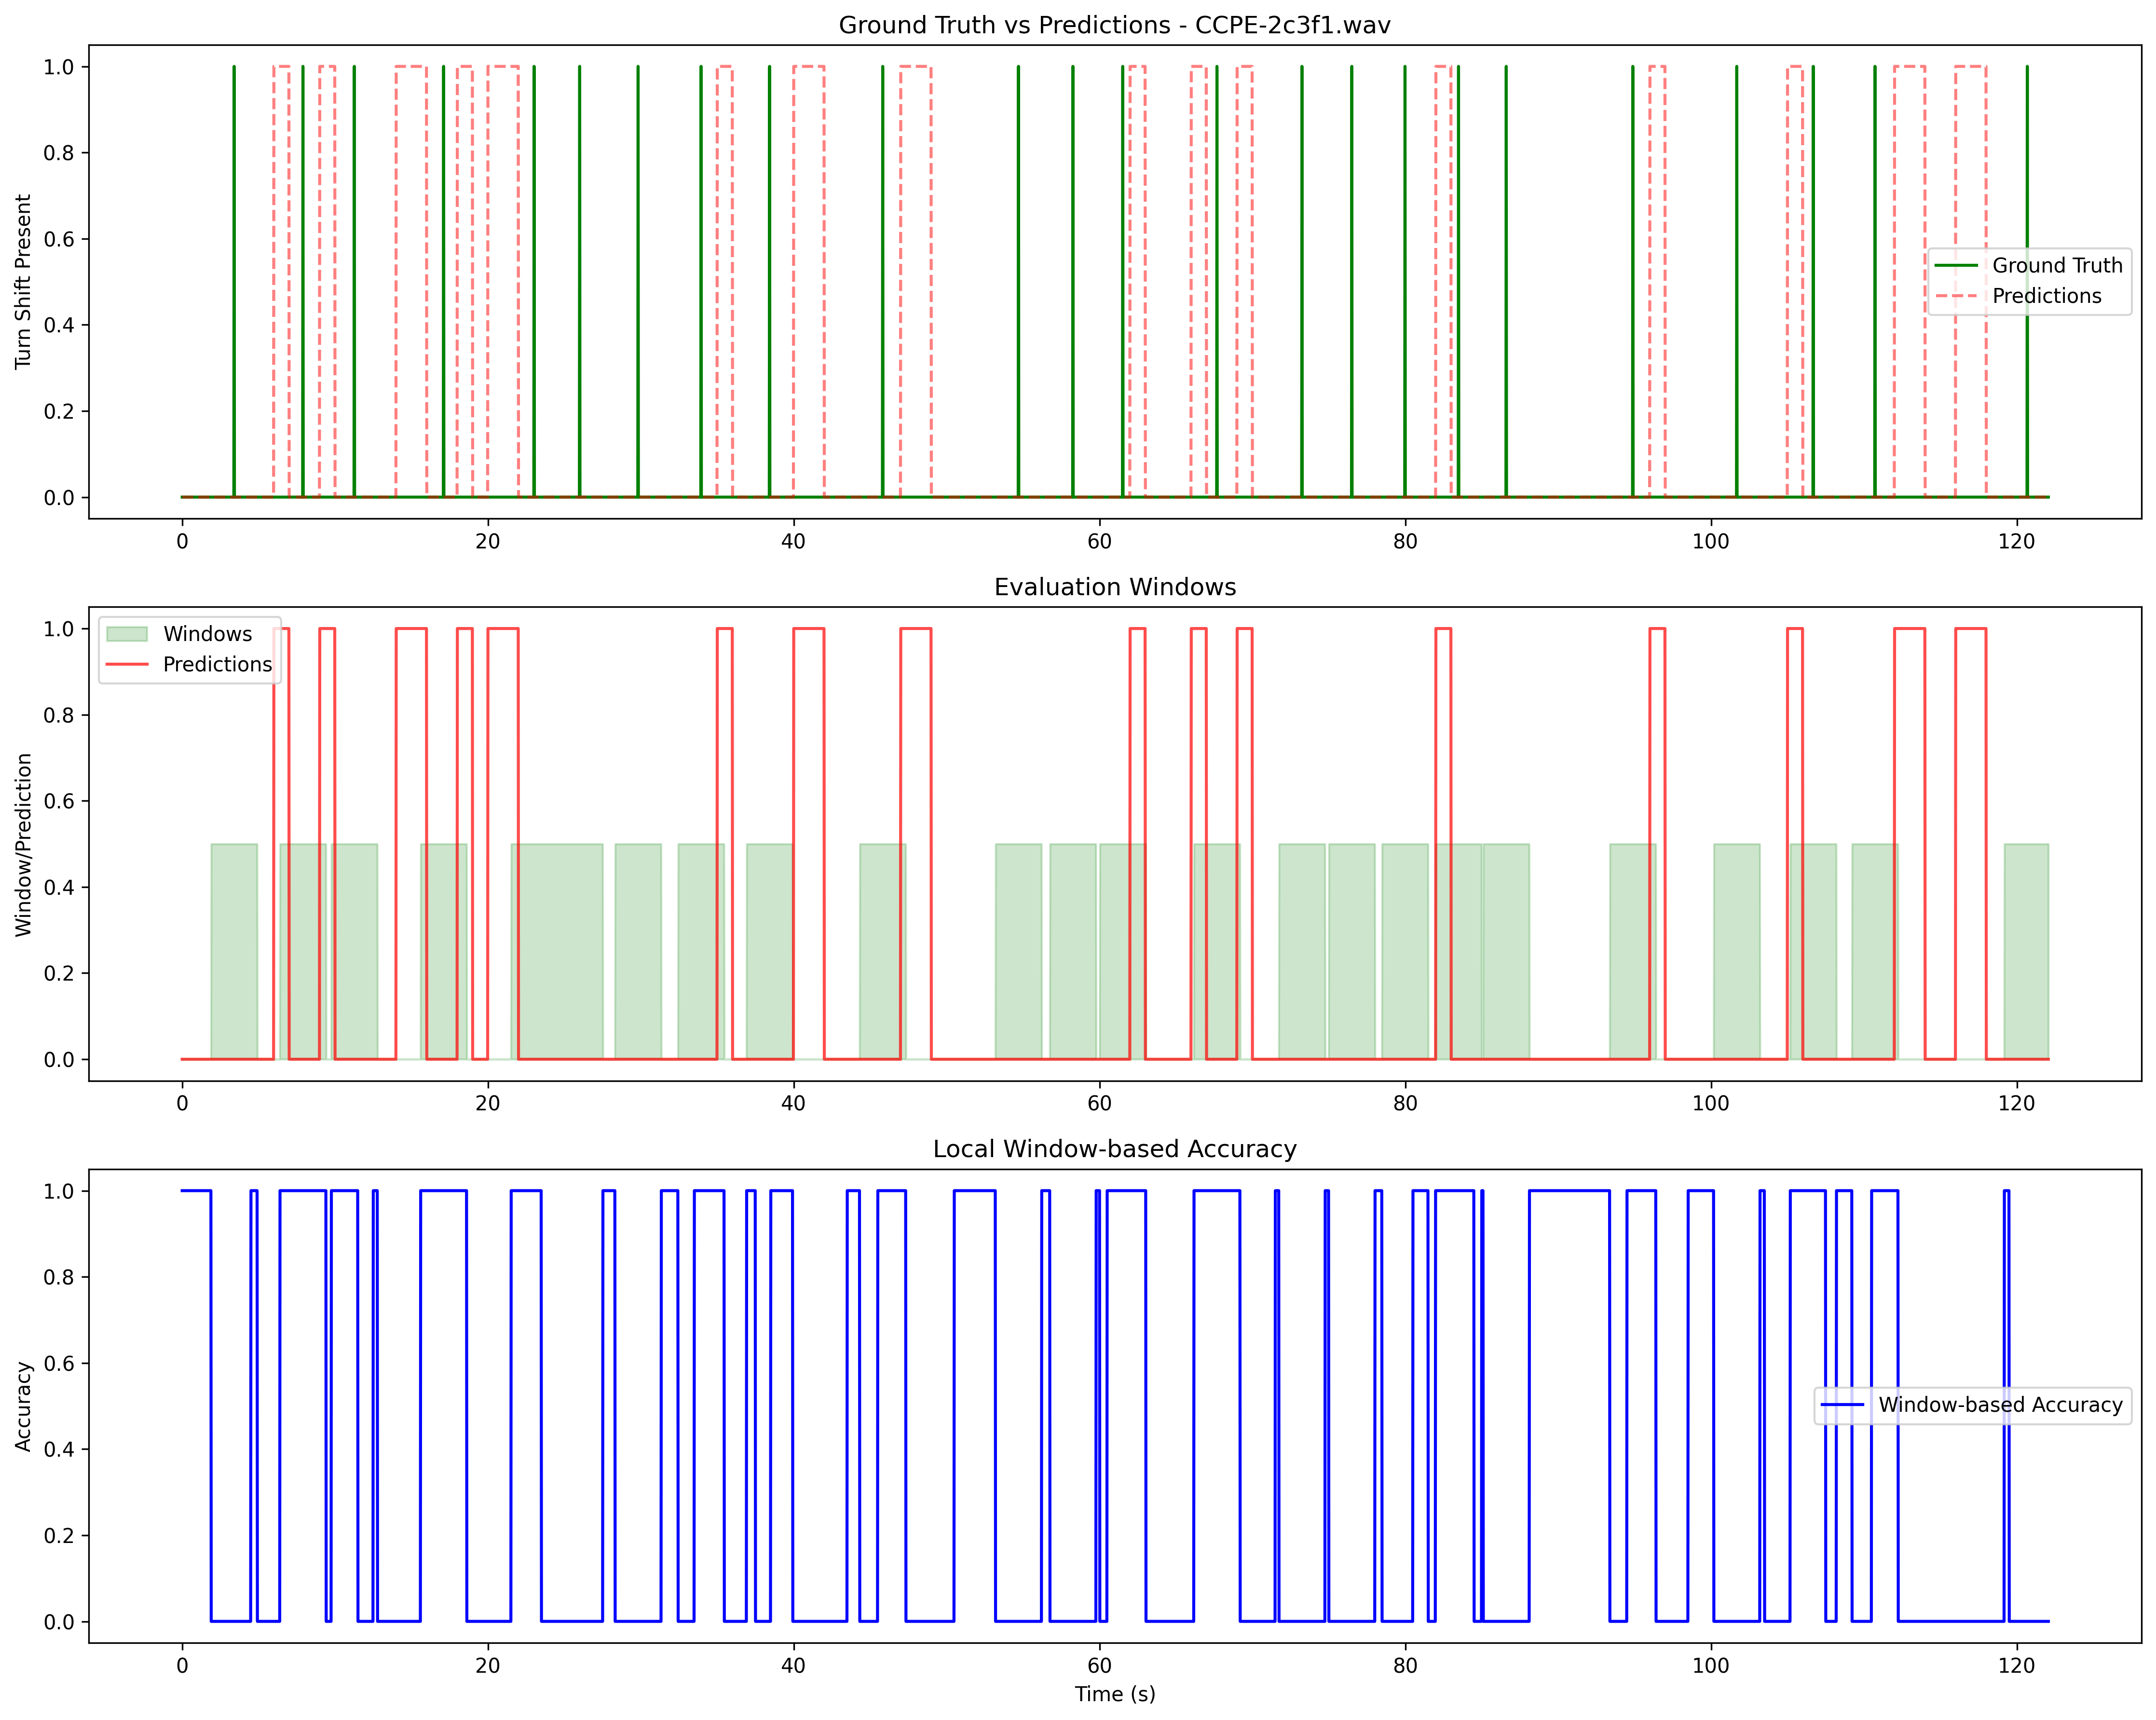 Ground Truth vs Predictions - CCPE-2c3f1.wav
Turn Shift Present
1.0
0.8
0.6
0.4
0.2
0.0
Ground Truth
Predictions
0 20 40 60 80 100 120
Evaluation Windows
Window/Prediction
1.0
0.8
0.6
0.4
0.2
0.0
Windows
Predictions
0 20 40 60 80 100 120
Local Window-based Accuracy
Accuracy
1.0
0.8
0.6
0.4
0.2
0.0
Window-based Accuracy
0 20 40 60 80 100 120
Time (s)